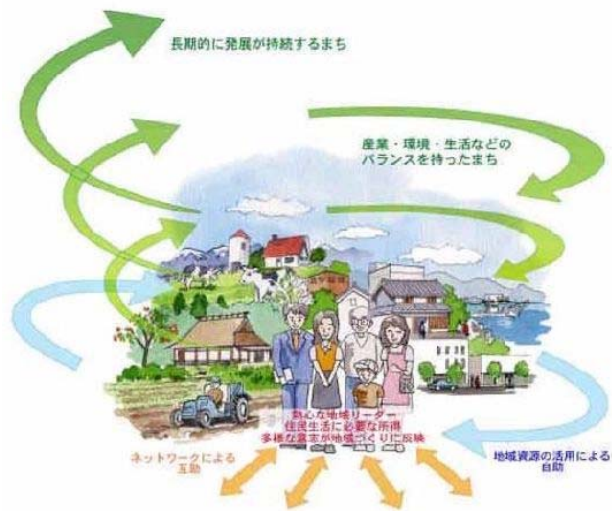 長期的に発展が持続するまち
産業・環境・生活などの
バランスを持ったまち
熱心な地域リーダー
住民生活に必要な所得
多様な意志が地域づくりに反映
ネットワークによる
互助
地域資源の活用による
自助